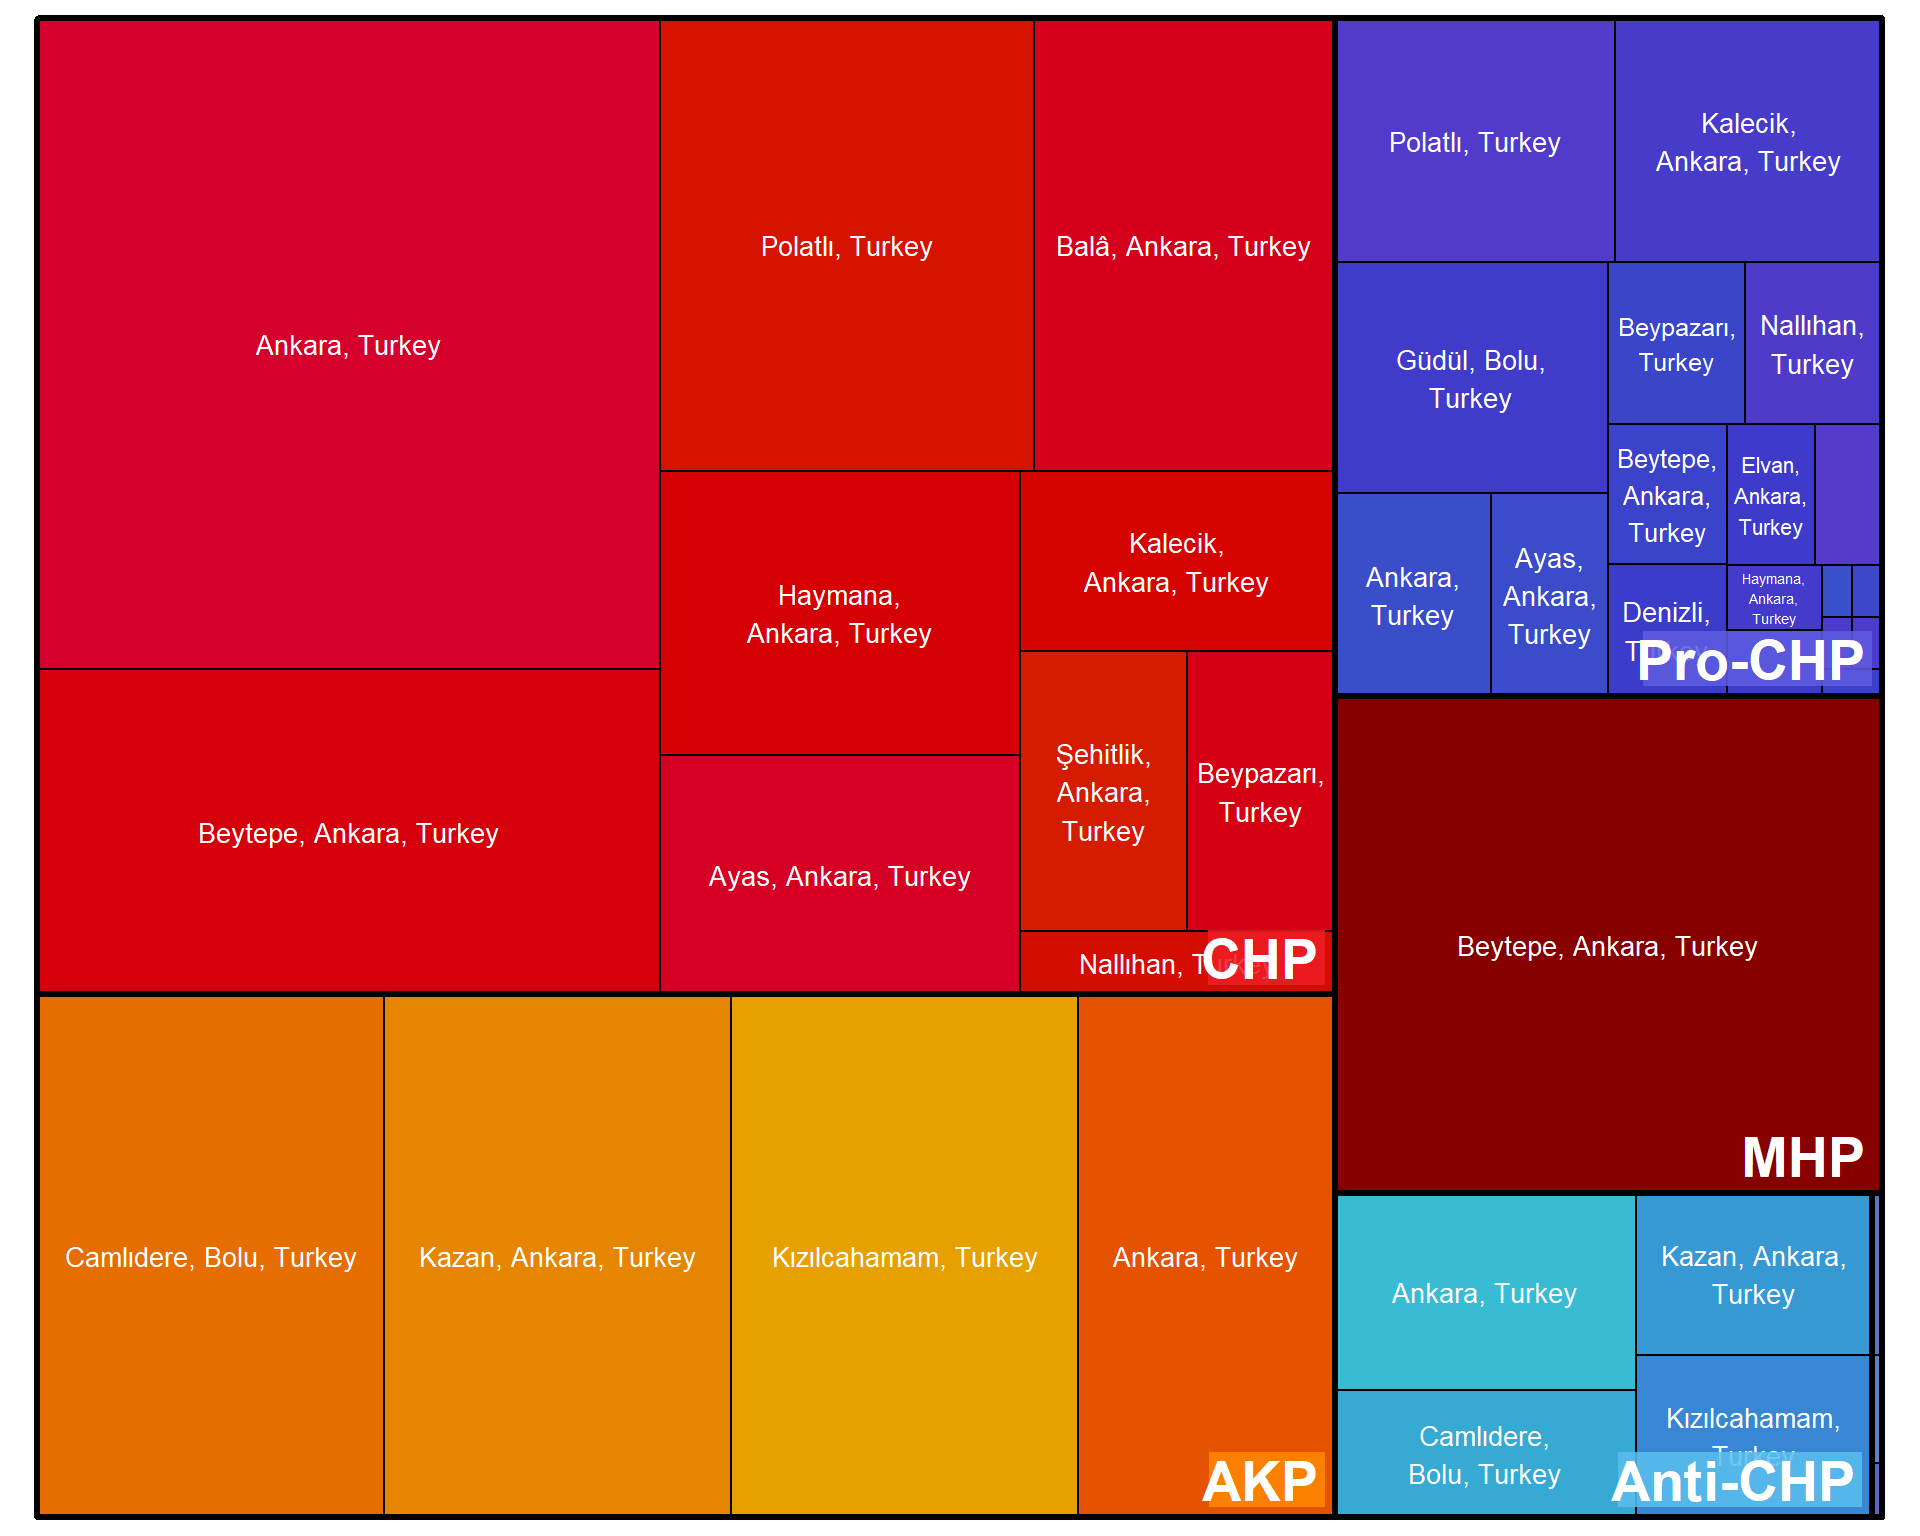 Ankara, Turkey
Beytepe, Ankara, Turkey
Polatlı, Turkey
Balâ, Ankara, Turkey
Haymana,
Ankara, Turkey
Ayas, Ankara, Turkey
Kalecik,
Ankara, Turkey
Şehitlik,
Ankara,
Turkey
Beypazarı,
Turkey
Nallıhan, Turkey
CHP
Camlıdere, Bolu, Turkey
Kazan, Ankara, Turkey
Kızılcahamam, Turkey
Ankara, Turkey
AKP
Polatlı, Turkey
Kalecik,
Ankara, Turkey
Güdül, Bolu,
Turkey
Beypazarı,
Turkey
Nallıhan,
Turkey
Ankara,
Turkey
Ayas,
Ankara,
Turkey
Beytepe,
Ankara,
Turkey
Elvan,
Ankara,
Turkey
Denizli,
Turkey
Haymana,
Ankara,
Turkey
Pro-CHP
Beytepe, Ankara, Turkey
MHP
Ankara, Turkey
Camlıdere,
Bolu, Turkey
Kazan, Ankara,
Turkey
Kızılcahamam,
Turkey
Anti-CHP